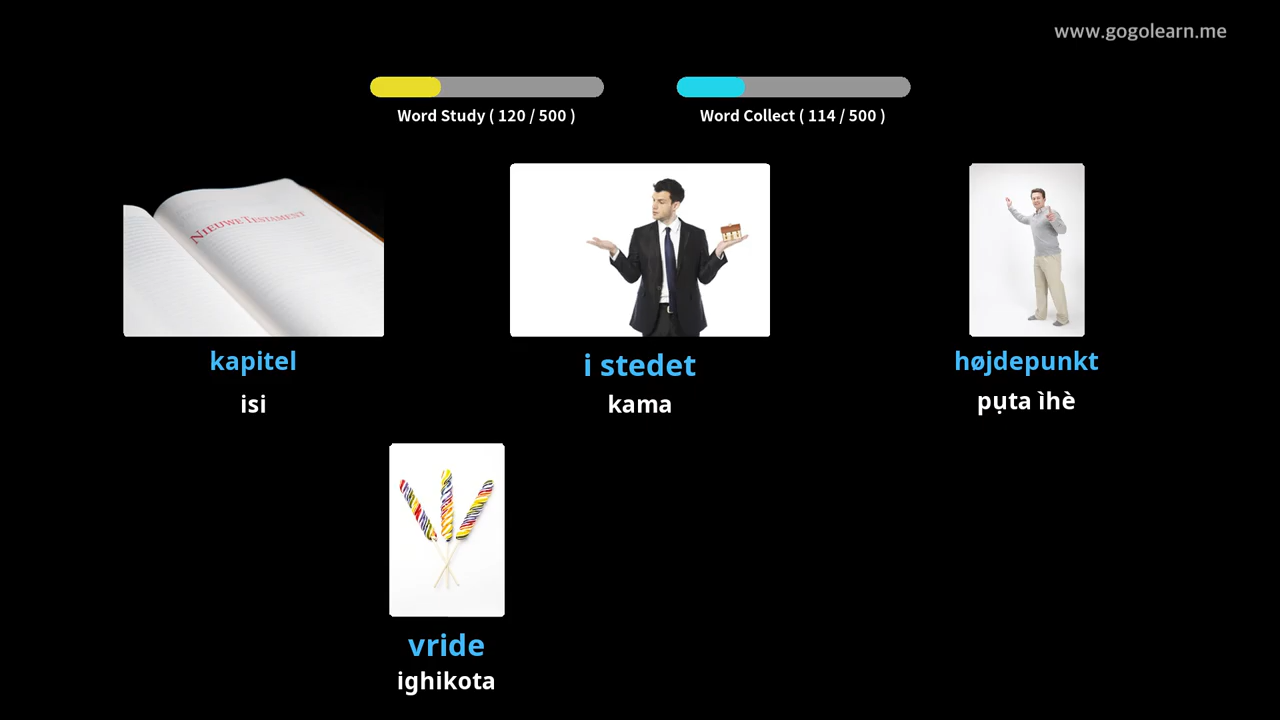 www.gogolearn.me
Word Study ( 120 / 500 )
Word Collect ( 114 / 500 )
NIEUWE TESTAMENT
kapitel
i stedet
højdepunkt
isi
kama
pụta ìhè
vride
ighikota